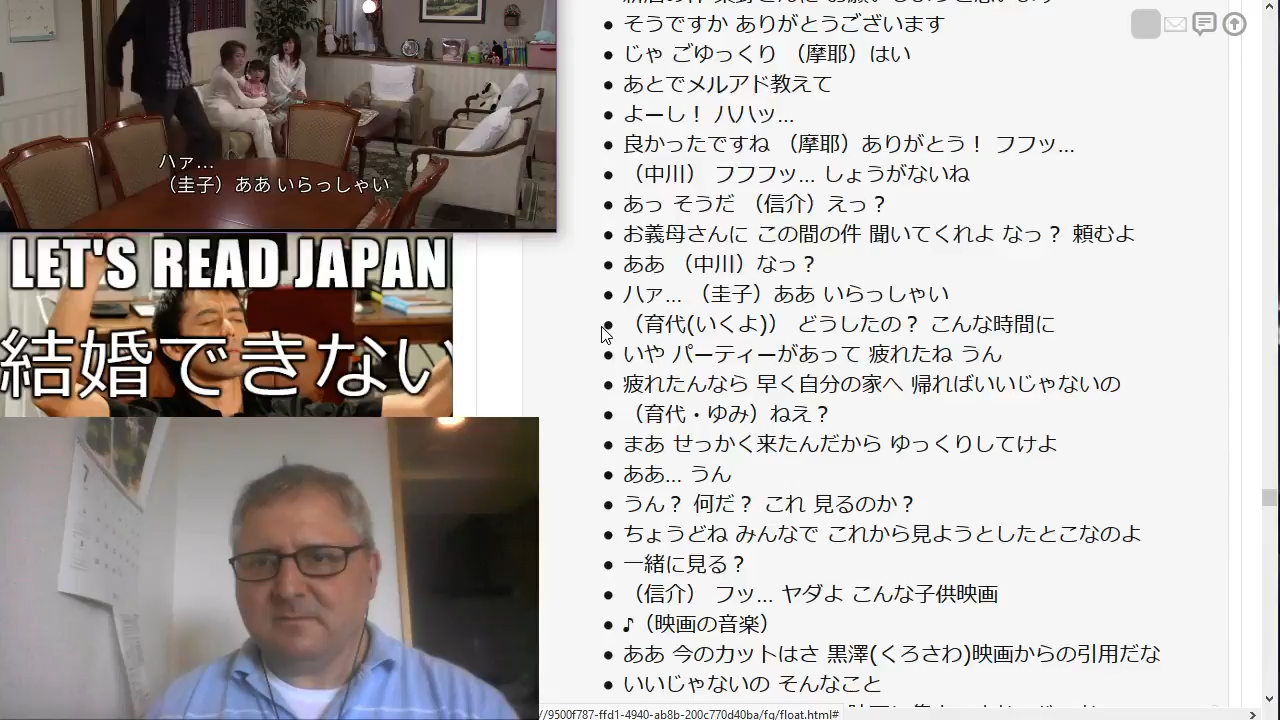 ハァ…
（圭子）ああ いらっしゃい
LET'S READ JAPAN
結婚できない
7
そうですか ありがとうございます
じゃ ごゆっくり （摩耶）はい
あとでメルアド教えて
よーし！ ハハッ…
良かったですね （摩耶）ありがとう！ フフッ…
（中川） フフフッ… しょうがないね
あっ そうだ （信介）えっ？
お義母さんに この間の件 聞いてくれよ なっ？ 頼むよ
ああ （中川）なっ？
ハァ… （圭子）ああ いらっしゃい
（育代(いくよ)） どうしたの？ こんな時間に
いや パーティーがあって 疲れたね うん
疲れたんなら 早く自分の家へ 帰ればいいじゃないの
（育代・ゆみ）ねえ？
まあ せっかく来たんだから ゆっくりしてけよ
ああ… うん
うん？ 何だ？ これ 見るのか？
ちょうどね みんなで これから見ようとしたとこなのよ
一緒に見る？
（信介） フッ… ヤダよ こんな子供映画
♪（映画の音楽）
ああ 今のカットはさ 黒澤(くろさわ)映画からの引用だな
いいじゃないの そんなこと
//9500f787-ffd1-4940-ab8b-200c770d40ba/fg/float.html#